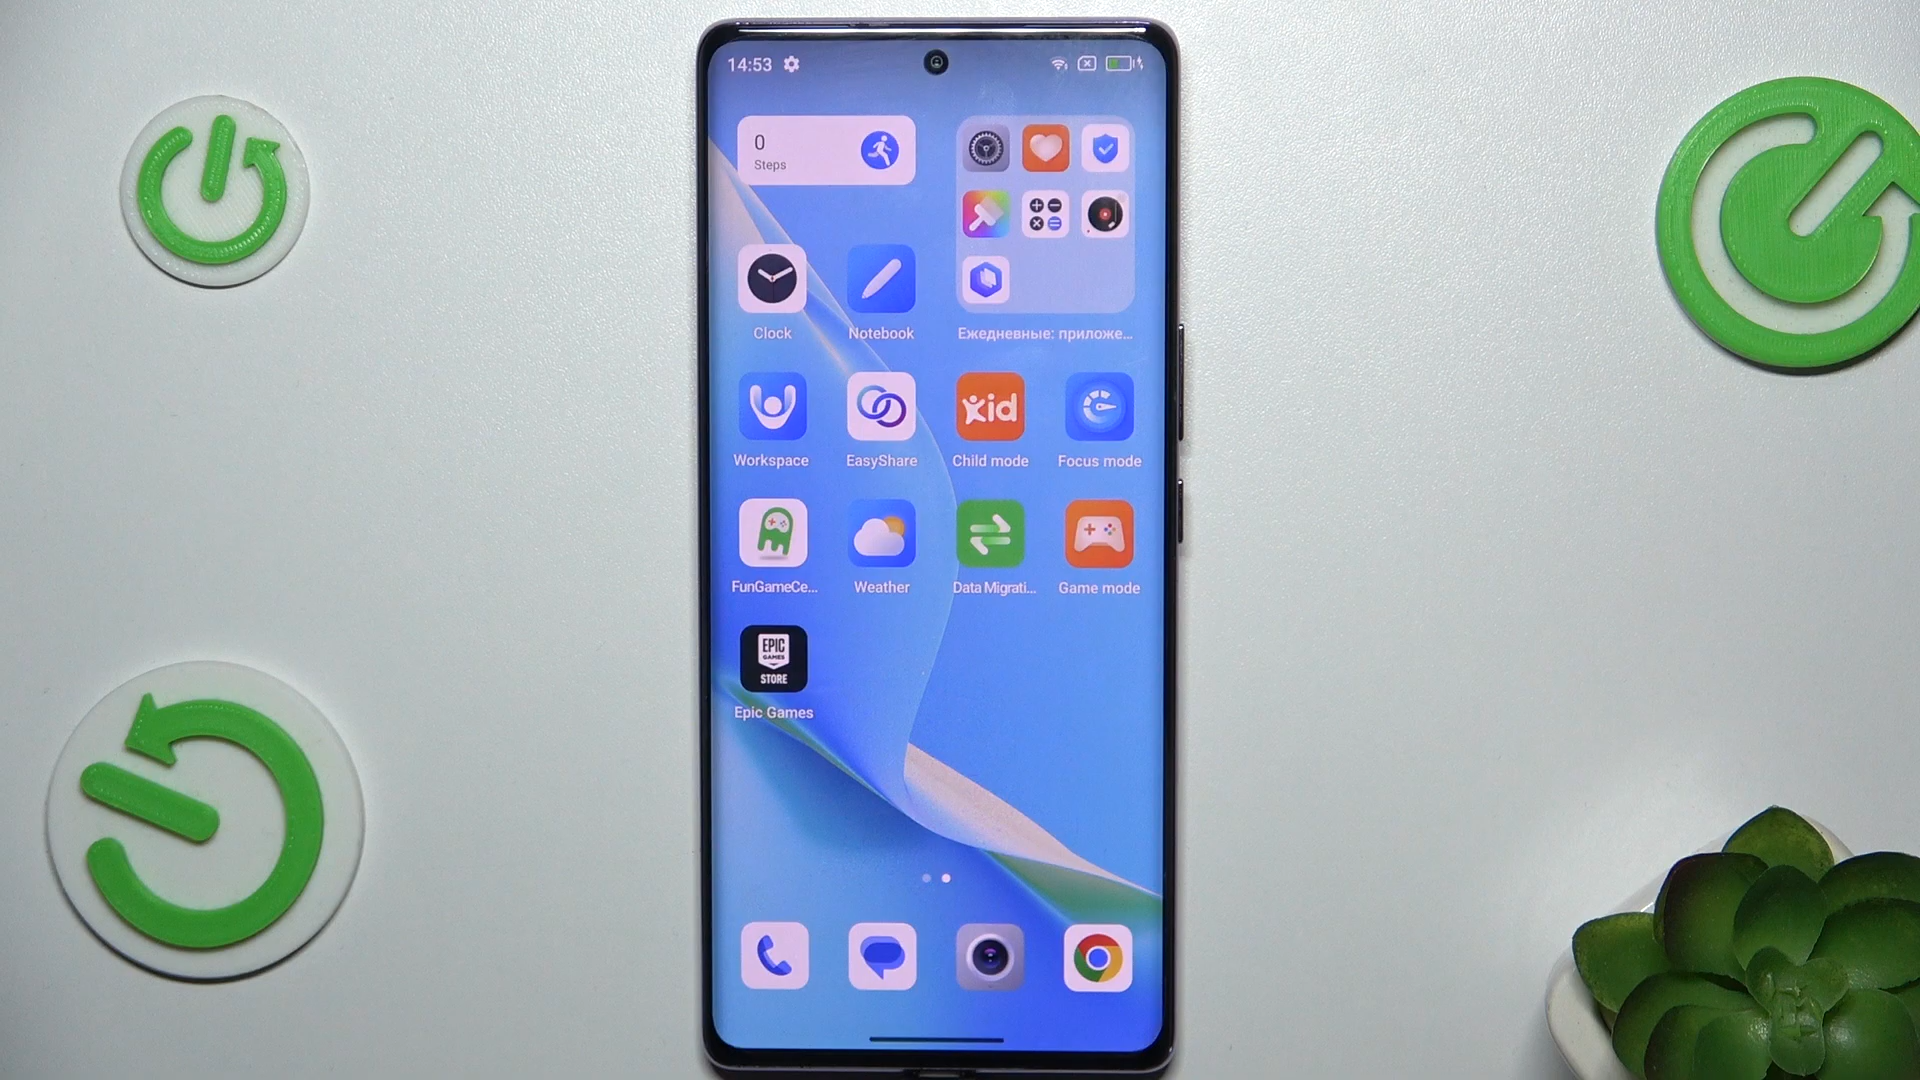 14:53
0
Steps
Clock
Notebook
Ежедневные: приложе...
kid
Workspace
EasyShare
Child mode
Focus mode
FunGameCe...
Weather
Data Migrati...
Game mode
EPIC
GAMES
STORE
Epic Games